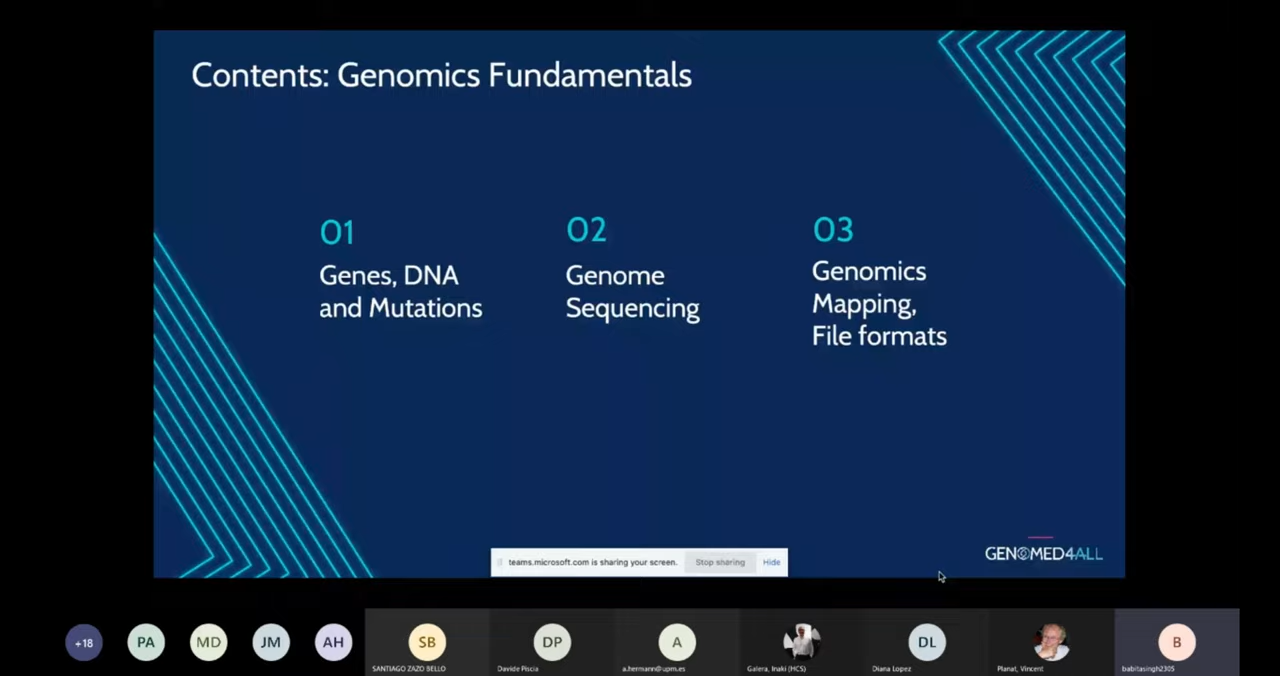 Contents: Genomics Fundamentals
01
Genes, DNA
and Mutations
02
Genome
Sequencing
03
Genomics
Mapping,
File formats
GENOMED4ALL
teams.microsoft.com is sharing your screen.
Stop sharing
Hide
+18
PA
MD
JM
AH
SB
SANTIAGO ZAZO BELLO
DP
Davide Piscia
A
a.hermann@upm.es
Galera, Inaki (HCS)
DL
Diana Lopez
Planat, Vincent
B
babitasingh2305